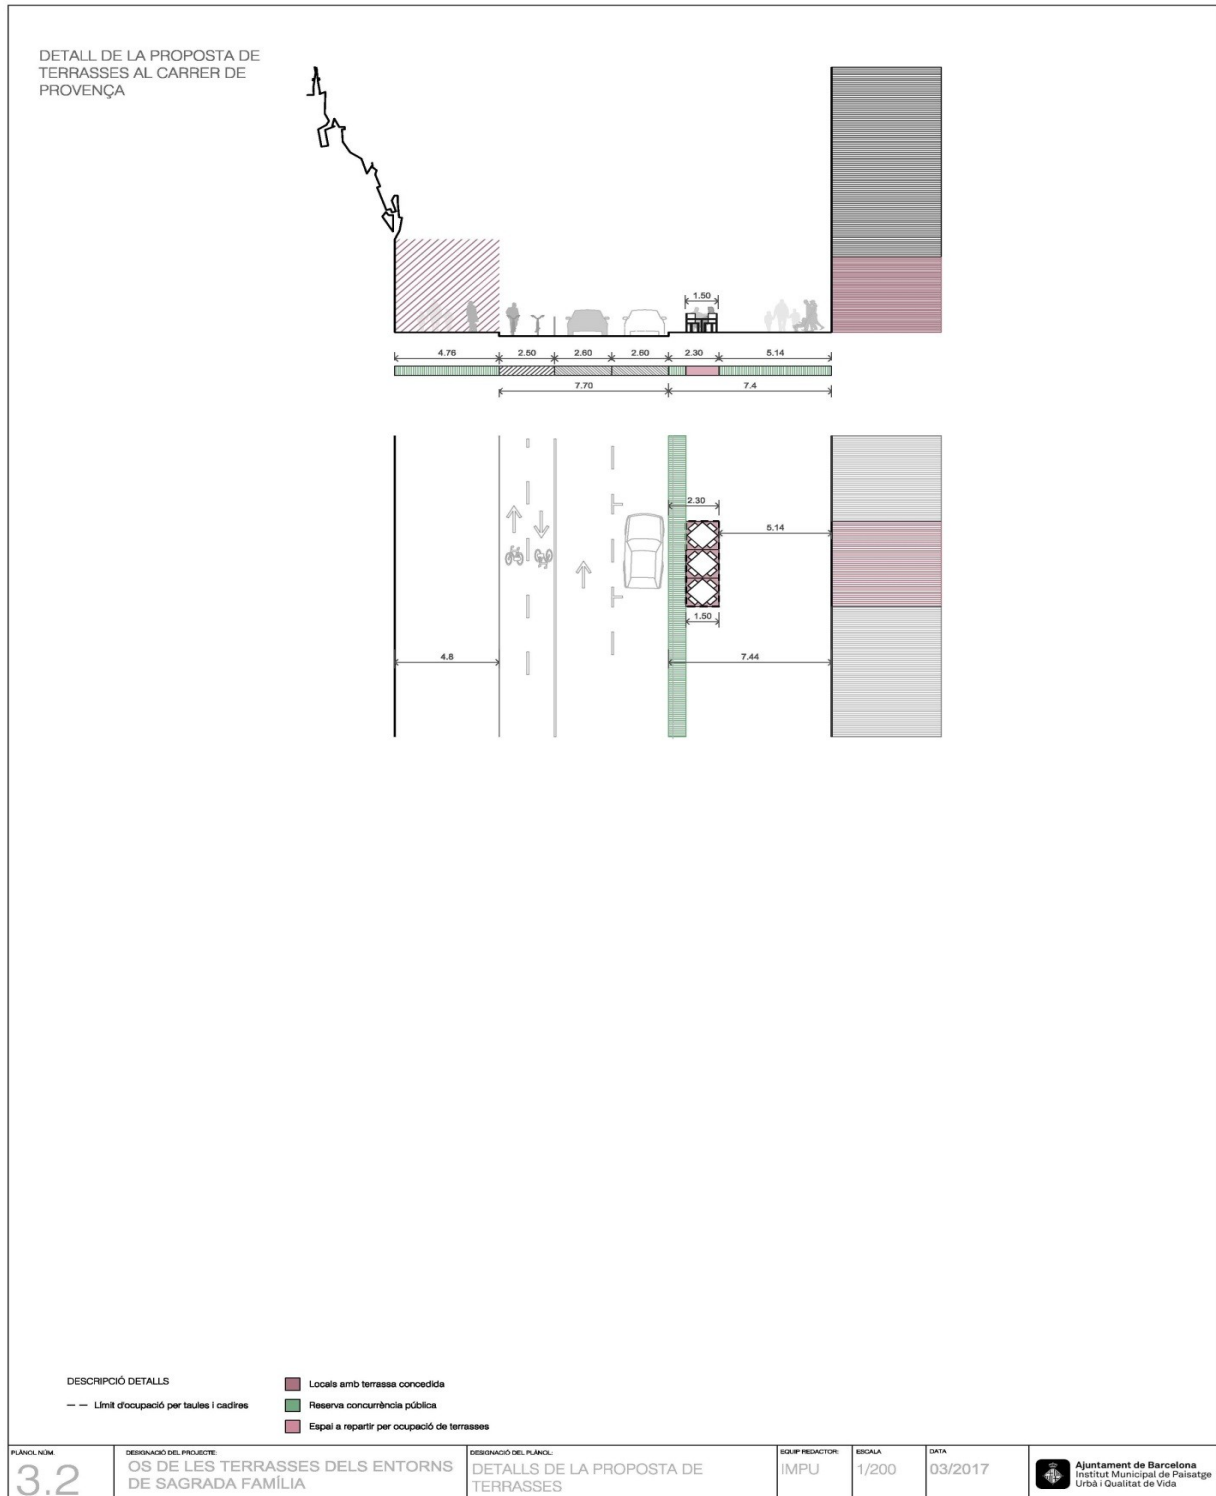 DETALL DE LA PROPOSTA DE
TERRASSES AL CARRER DE
PROVENÇA
1.50
4.76 2.50 2.60 2.60 2.30 5.14
7.70 7.4
2.30
5.14
1.50
4.8 7.44
DESCRIPCIÓ DETALLS
Límit d'ocupació per taules i cadires
Locals amb terrassa concedida
Reserva concurrència pública
Espai a repartir per ocupació de terrasses
PLÀNOL NÚM.
3.2
DESIGNACIÓ DEL PROJECTE:
OS DE LES TERRASSES DELS ENTORNS
DE SAGRADA FAMÍLIA
DESIGNACIÓ DEL PLÀNOL:
DETALLS DE LA PROPOSTA DE
TERRASSES
EQUIP REDACTOR:
IMPU
ESCALA
1/200
DATA
03/2017
Ajuntament de Barcelona
Institut Municipal de Paisatge
Urbà i Qualitat de Vida